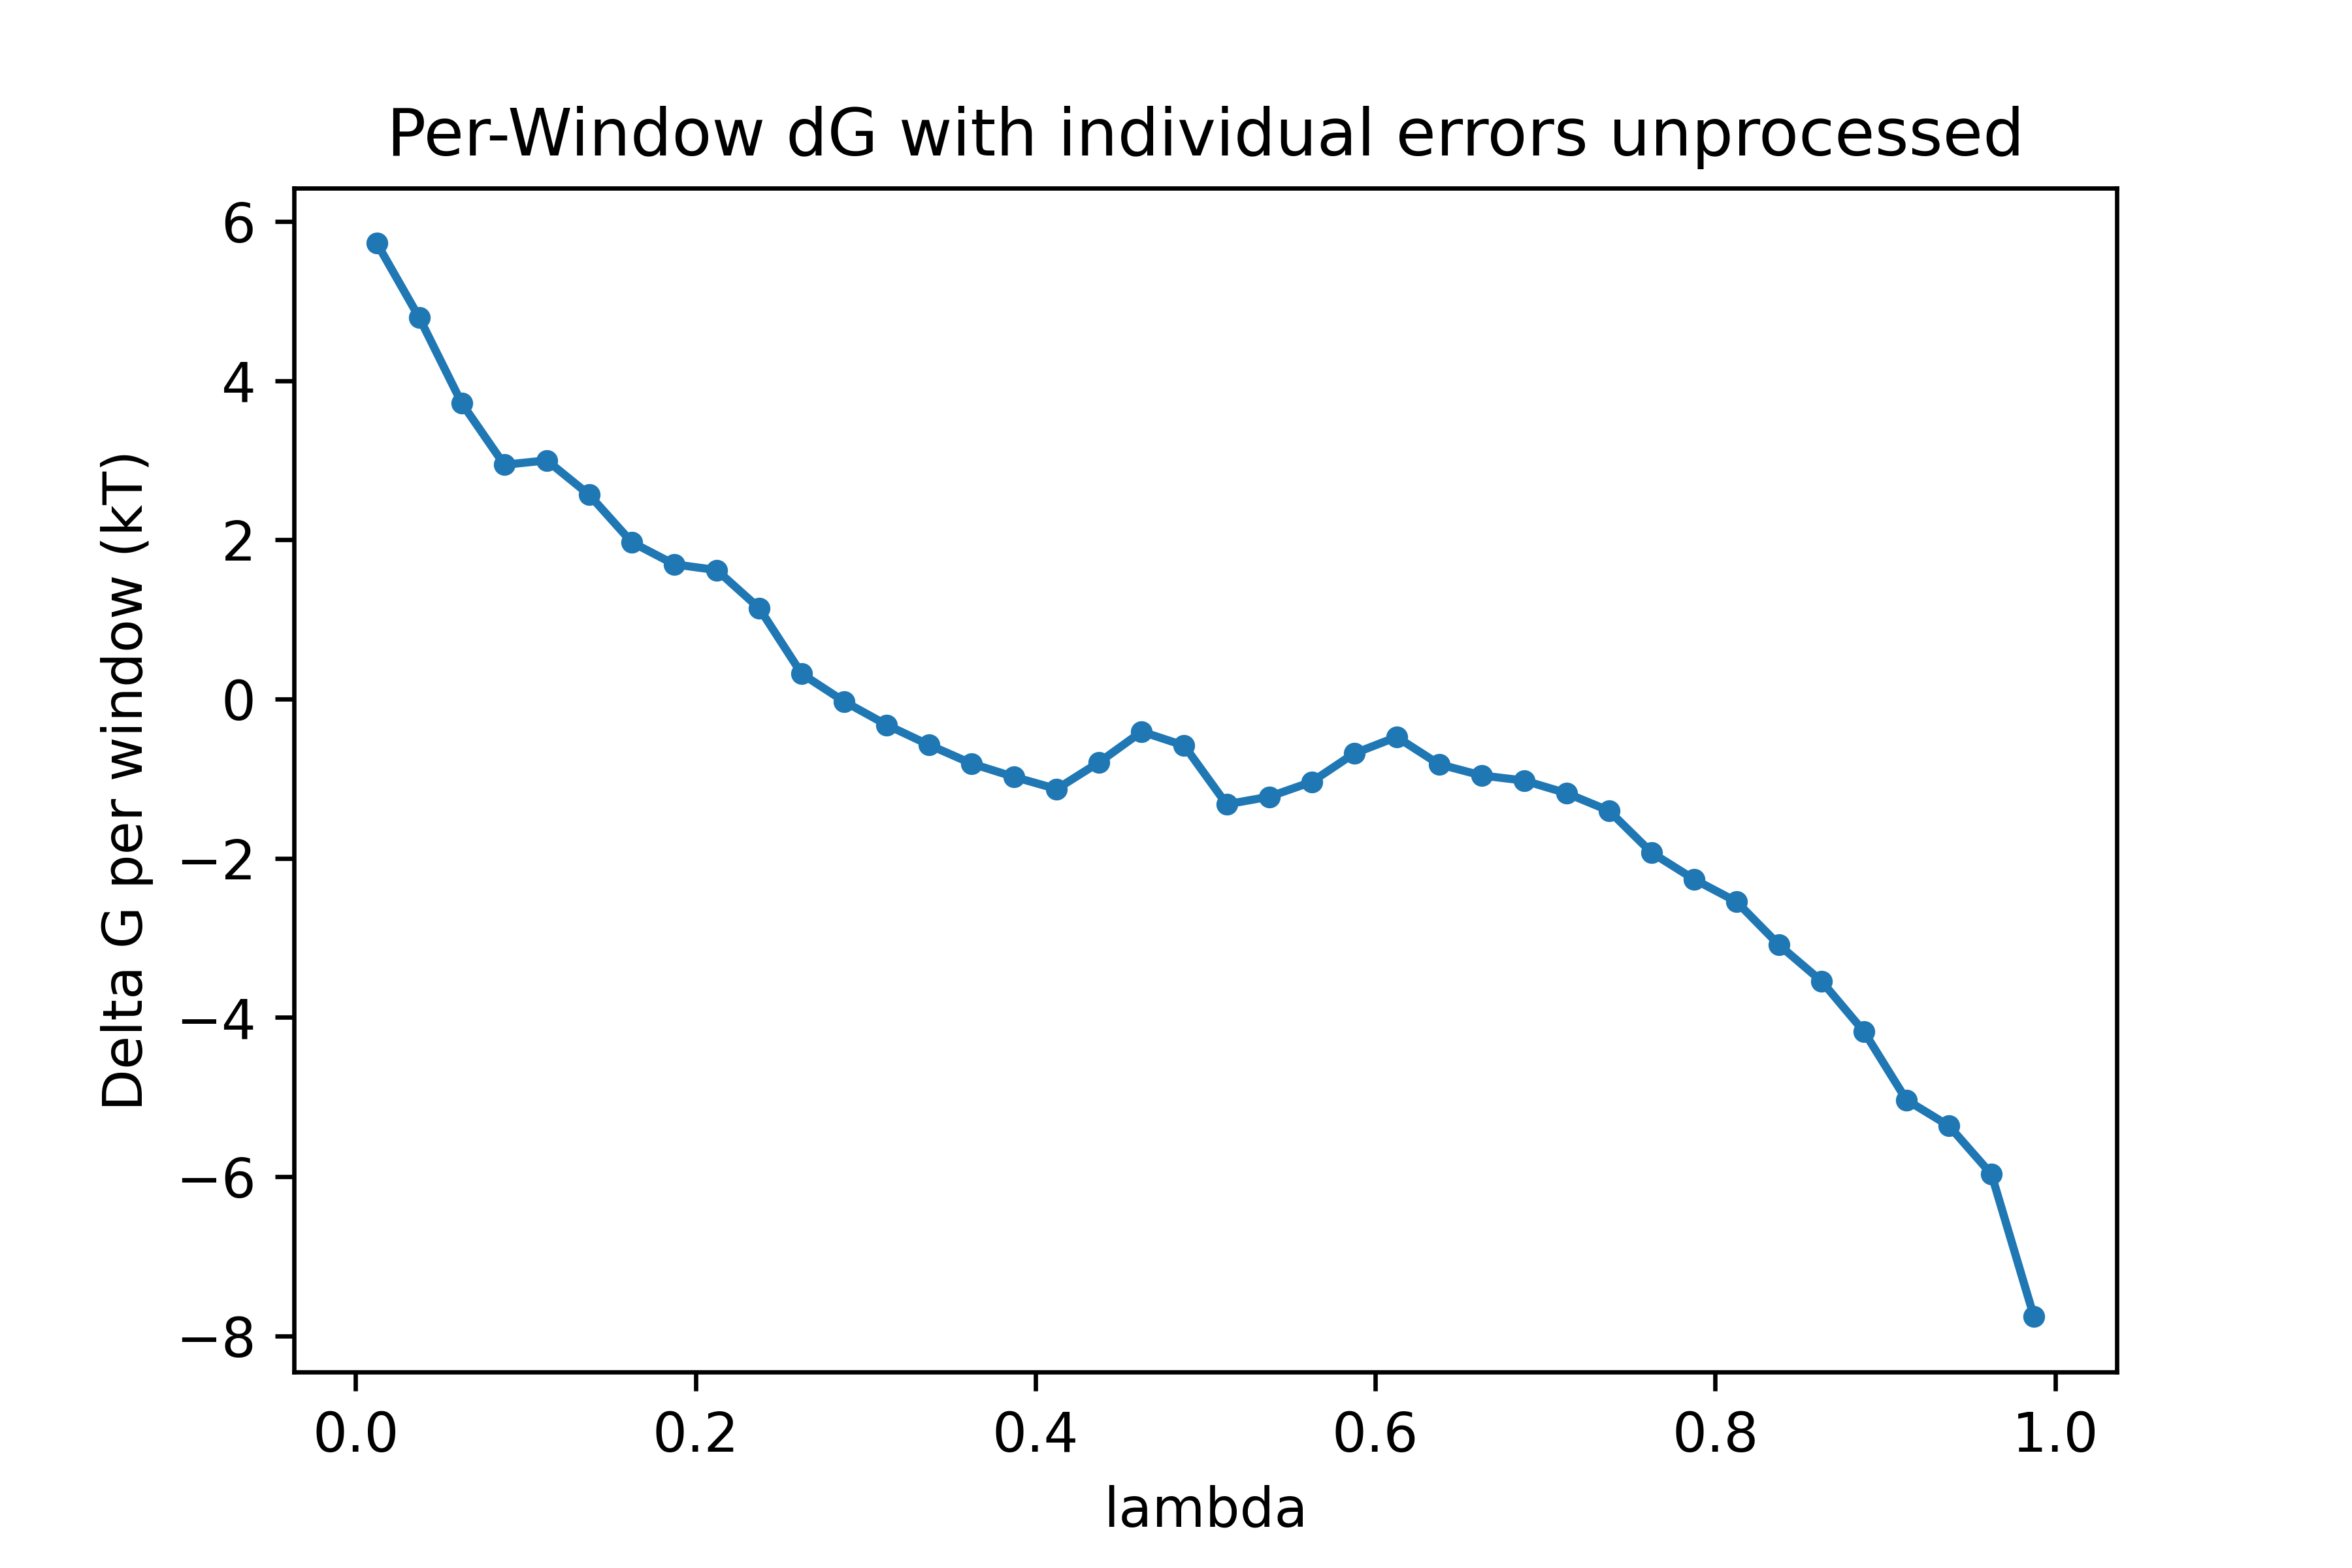 Per-Window dG with individual errors unprocessed
Delta G per window (kT)
6
4
2
0
−2
−4
−6
−8
0.0 0.2 0.4 0.6 0.8 1.0
lambda